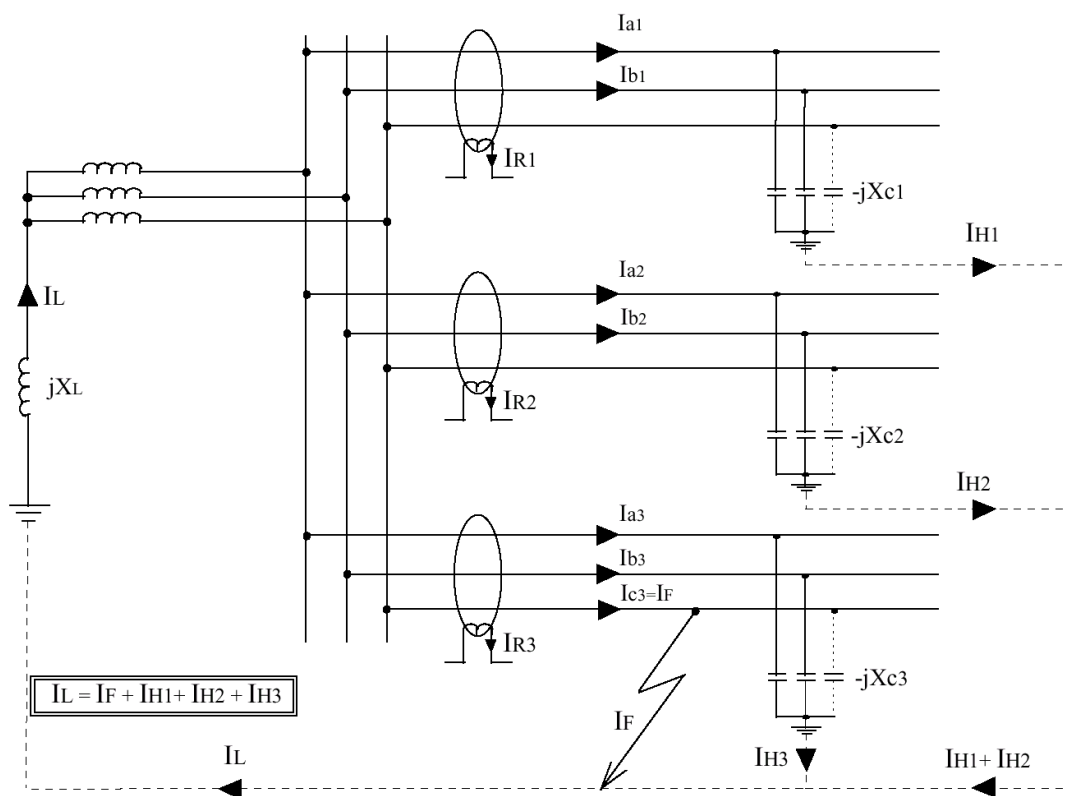 Ia1
Ib1
IR1
-jXc1
IH1
IL
jXL
Ia2
Ib2
IR2
-jXc2
IH2
Ia3
Ib3
Ic3=IF
IR3
-jXc3
IL = IF + IH1+ IH2 + IH3
IF
IL
IH3
IH1+ IH2